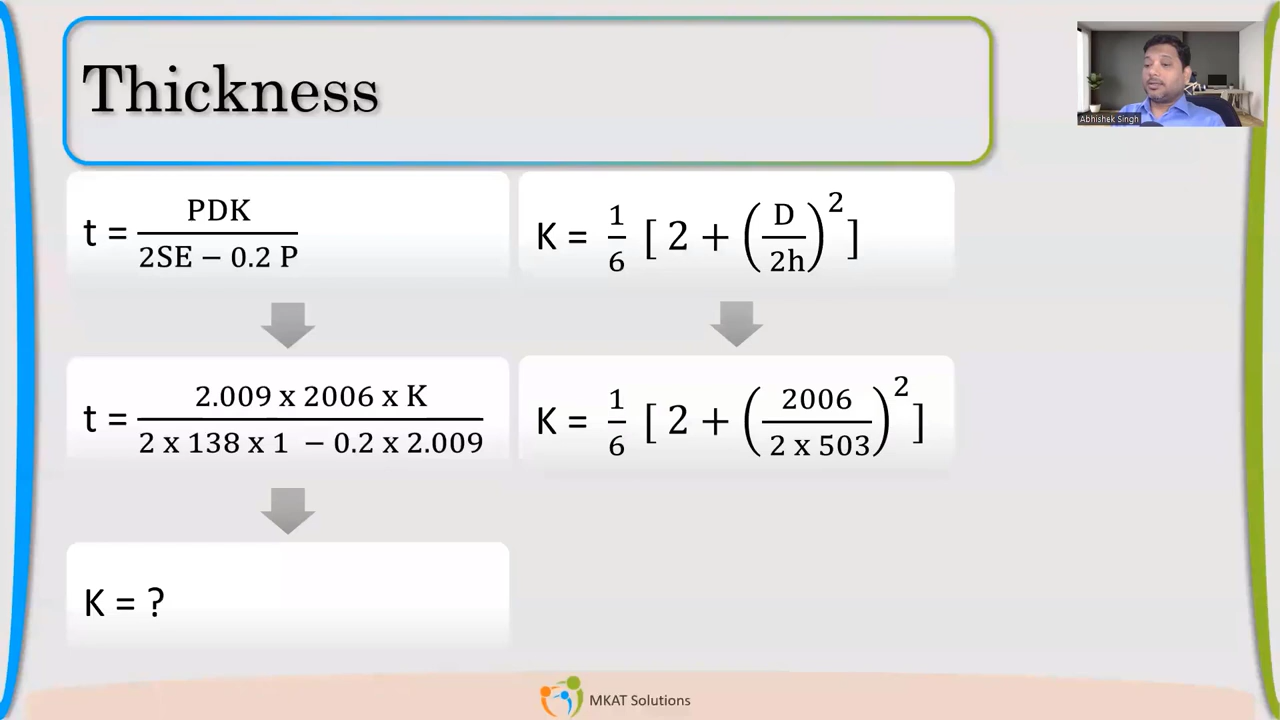 Thickness
Abhishek Singh
t = PDK / 2SE − 0.2 P
K = 1/6 [ 2 + (D/2h)²]
t = 2.009 x 2006 x K / 2 x 138 x 1 − 0.2 x 2.009
K = 1/6 [ 2 + (2006 / 2 x 503)²]
K = ?
MKAT Solutions